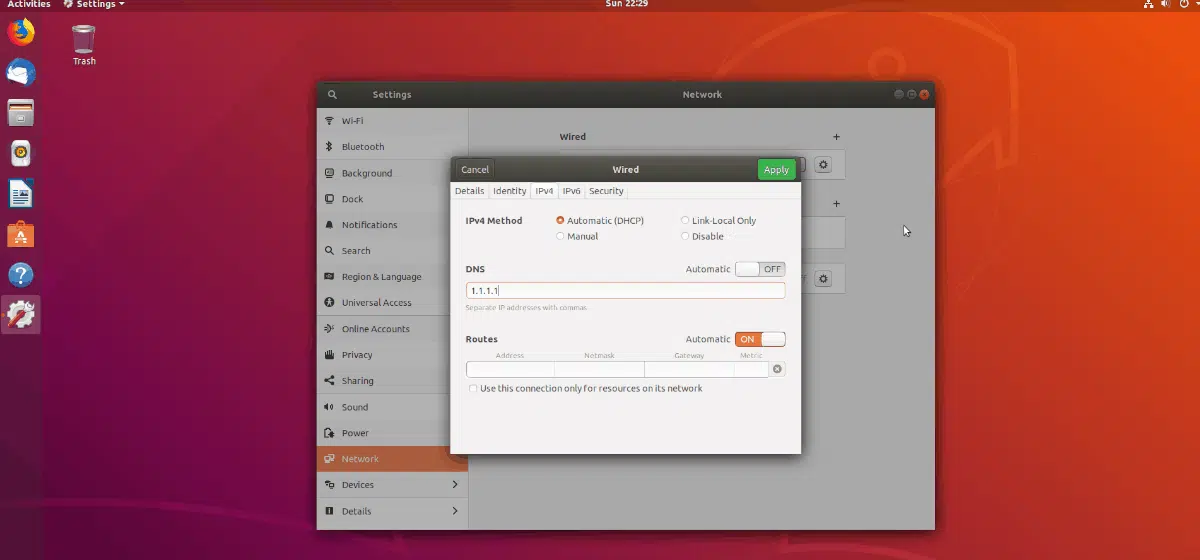 Activities Settings Sun 22:29
Trash
Settings Network
Wi-Fi
Bluetooth
Background
Dock
Notifications
Search
Region & Language
Universal Access
Online Accounts
Privacy
Sharing
Sound
Power
Network
Devices
Details
Wired
Cancel Wired Apply
Details Identity IPv4 IPv6 Security
IPv4 Method Automatic (DHCP) Link-Local Only
Manual Disable
DNS Automatic OFF
1.1.1.1
Separate IP addresses with commas
Routes Automatic ON
Address Netmask Gateway Metric
Use this connection only for resources on its network